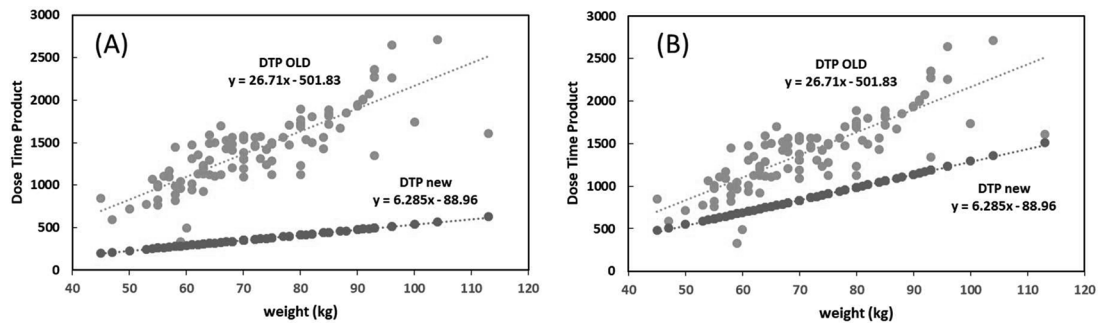 (A)
Dose Time Product
3000
2500
2000
1500
1000
500
0
DTP OLD
y = 26.71x - 501.83
DTP new
y = 6.285x - 88.96
40 50 60 70 80 90 100 110 120
weight (kg)
(B)
Dose Time Product
3000
2500
2000
1500
1000
500
0
DTP OLD
y = 26.71x - 501.83
DTP new
y = 6.285x - 88.96
40 50 60 70 80 90 100 110 120
weight (kg)